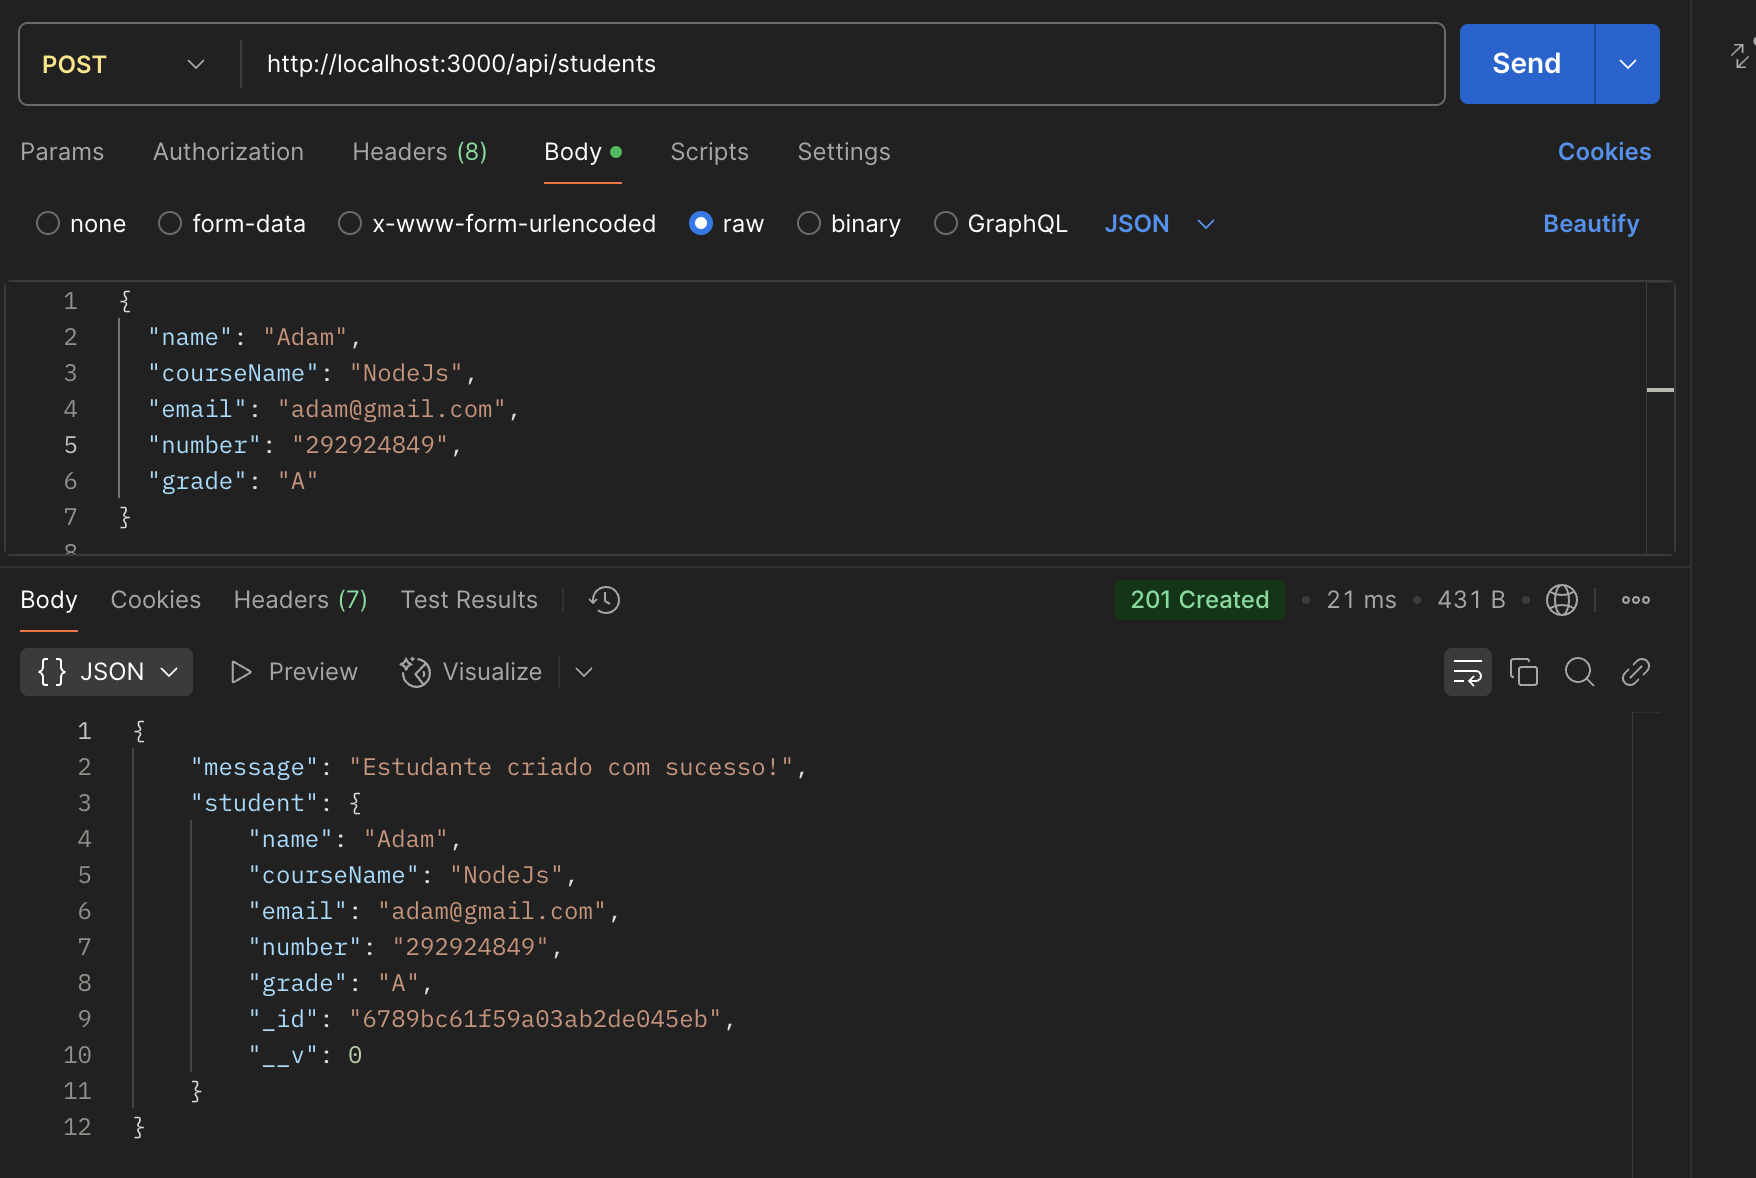 POST http://localhost:3000/api/students Send
Params Authorization Headers (8) Body Scripts Settings Cookies
none form-data x-www-form-urlencoded raw binary GraphQL JSON Beautify
1 {
2 "name": "Adam",
3 "courseName": "NodeJs",
4 "email": "adam@gmail.com",
5 "number": "292924849",
6 "grade": "A"
7 }
8
Body Cookies Headers (7) Test Results 201 Created 21 ms 431 B
{} JSON Preview Visualize
1 {
2 "message": "Estudante criado com sucesso!",
3 "student": {
4 "name": "Adam",
5 "courseName": "NodeJs",
6 "email": "adam@gmail.com",
7 "number": "292924849",
8 "grade": "A",
9 "_id": "6789bc61f59a03ab2de045eb",
10 "__v": 0
11 }
12 }